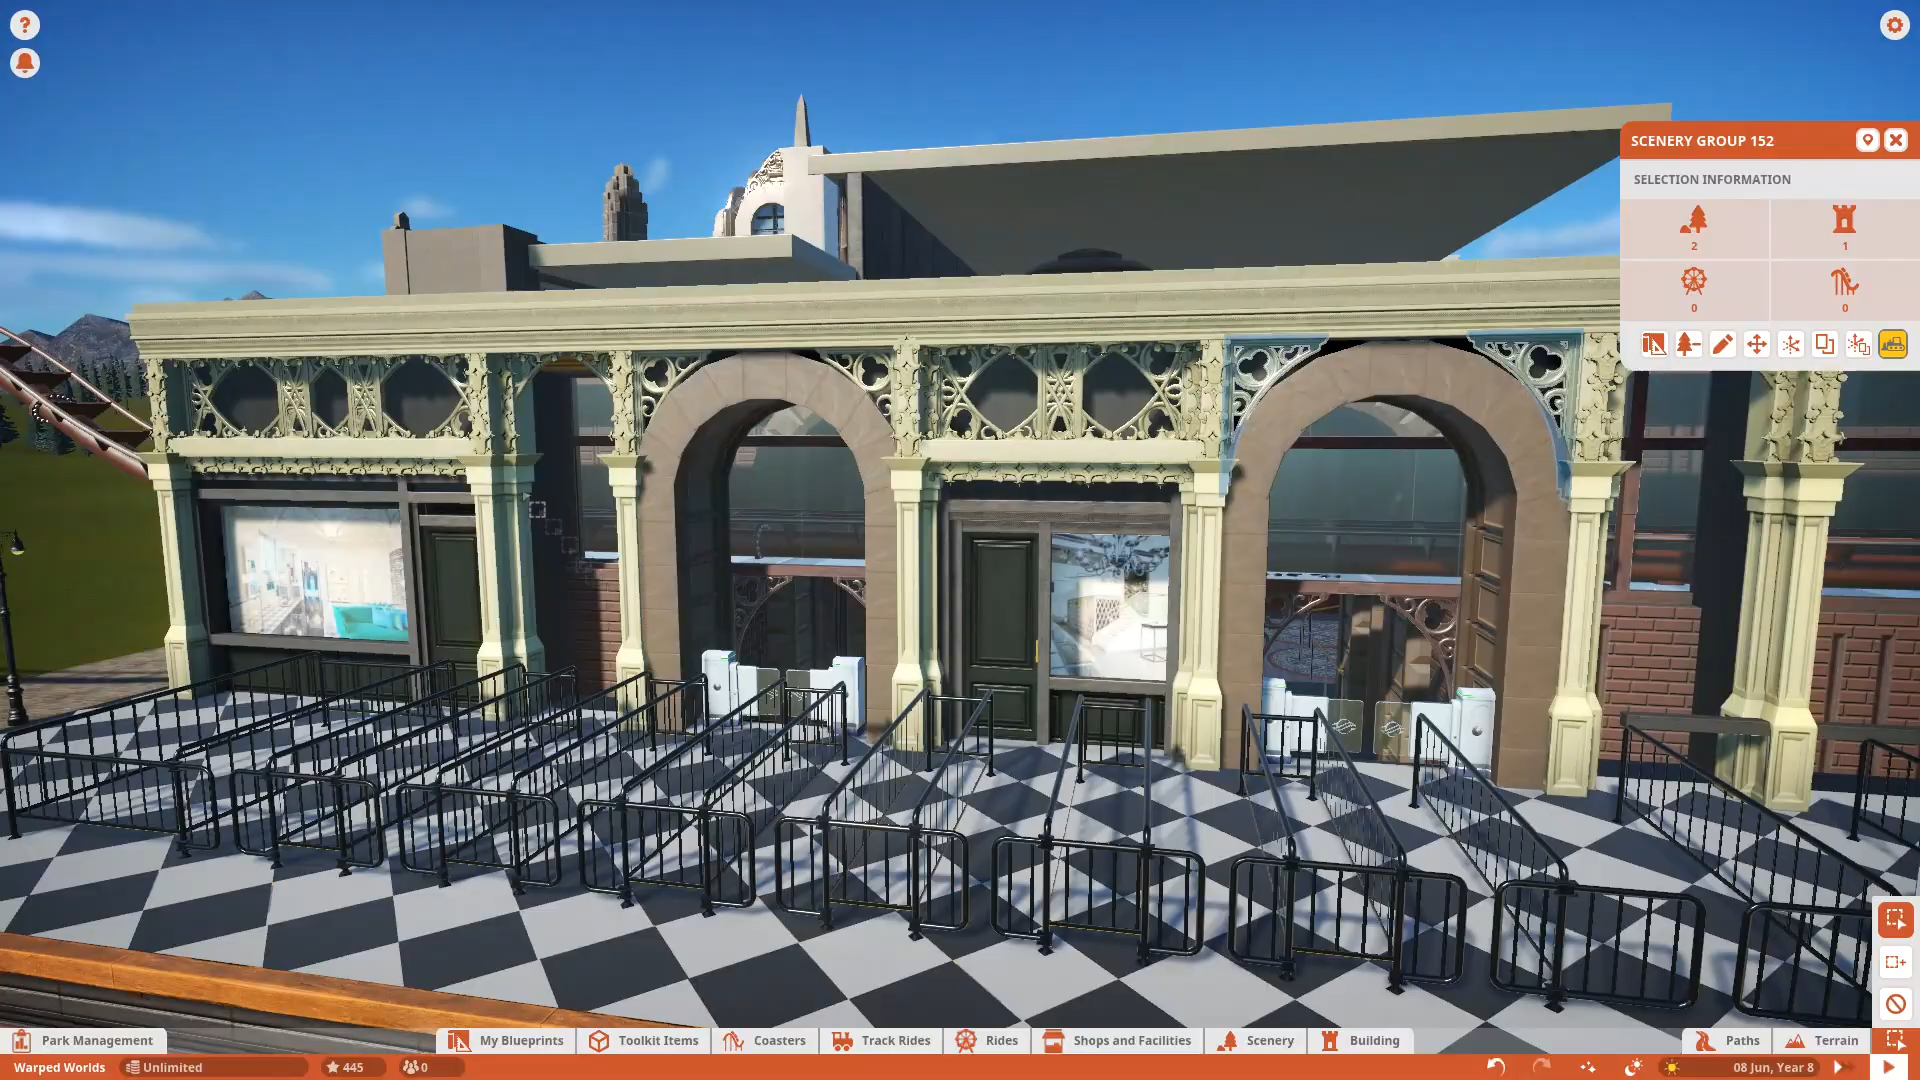 SCENERY GROUP 152
SELECTION INFORMATION
2
1
0
0
Park Management
My Blueprints
Toolkit Items
Coasters
Track Rides
Rides
Shops and Facilities
Scenery
Building
Paths
Terrain
Warped Worlds
Unlimited
445
0
08 Jun, Year 8